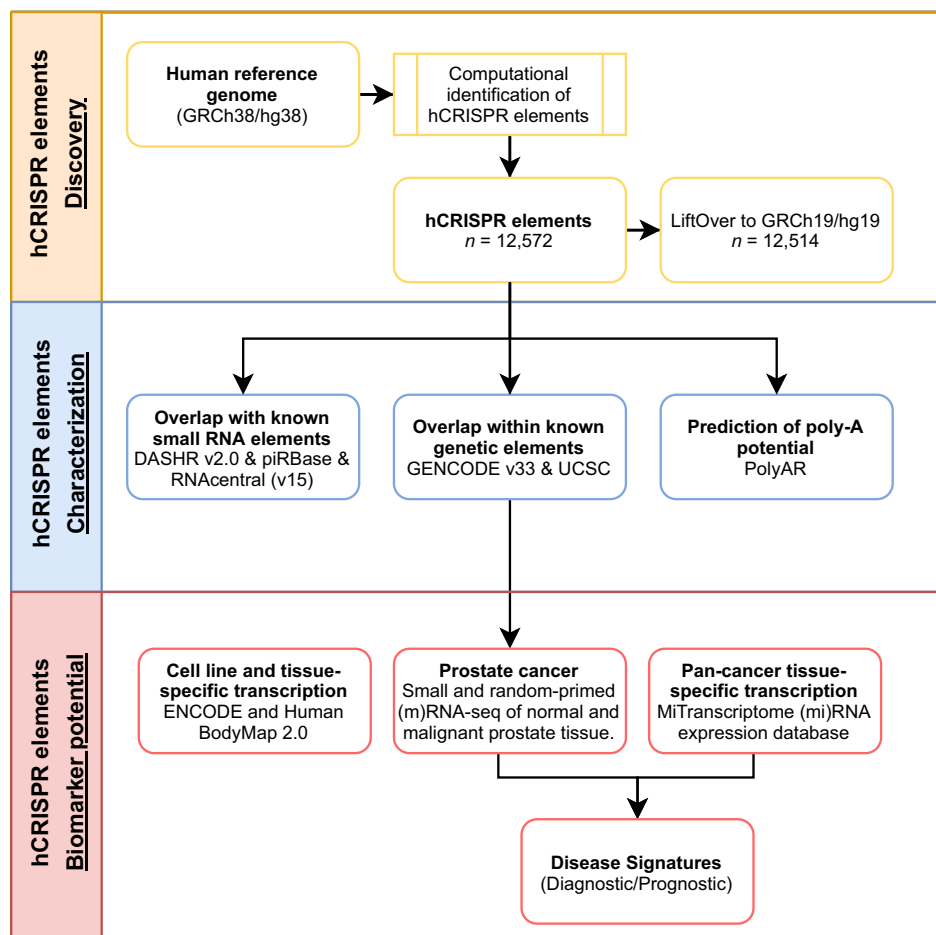 hCRISPR elements
Discovery
Human reference
genome
(GRCh38/hg38)
Computational
identification of
hCRISPR elements
hCRISPR elements
n = 12,572
LiftOver to GRCh19/hg19
n = 12,514
hCRISPR elements
Characterization
Overlap with known
small RNA elements
DASHR v2.0 & piRBase &
RNAcentral (v15)
Overlap within known
genetic elements
GENCODE v33 & UCSC
Prediction of poly-A
potential
PolyAR
hCRISPR elements
Biomarker potential
Cell line and tissue-
specific transcription
ENCODE and Human
BodyMap 2.0
Prostate cancer
Small and random-primed
(m)RNA-seq of normal and
malignant prostate tissue.
Pan-cancer tissue-
specific transcription
MiTranscriptome (mi)RNA
expression database
Disease Signatures
(Diagnostic/Prognostic)